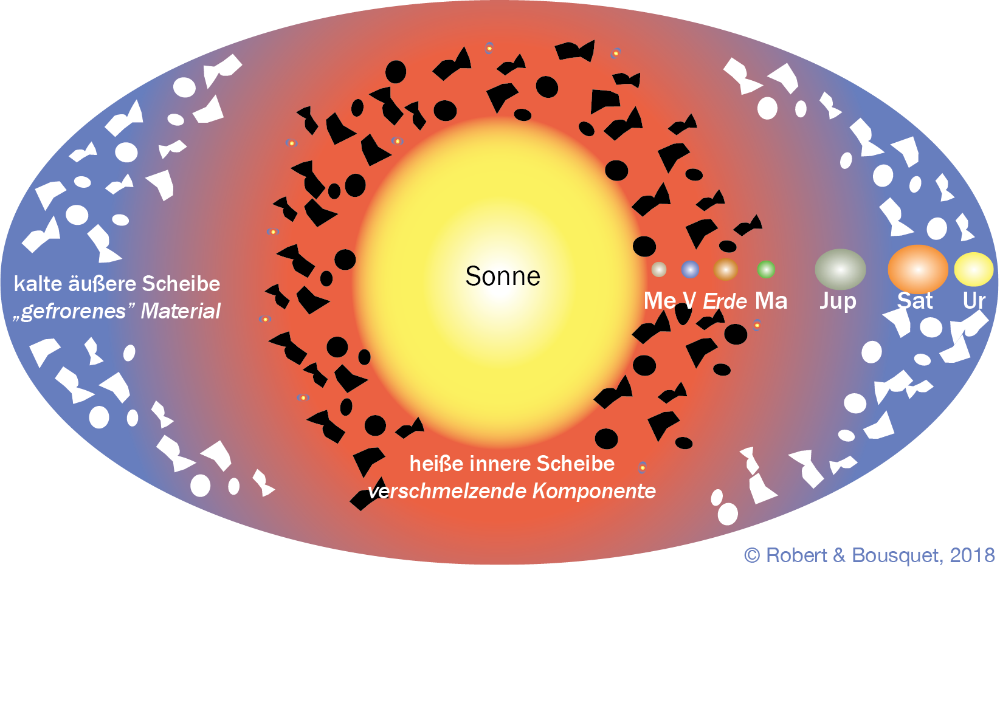 Sonne
kalte äußere Scheibe
„gefrorenes” Material
Me V Erde Ma Jup Sat Ur
heiße innere Scheibe
verschmelzende Komponente
© Robert & Bousquet, 2018